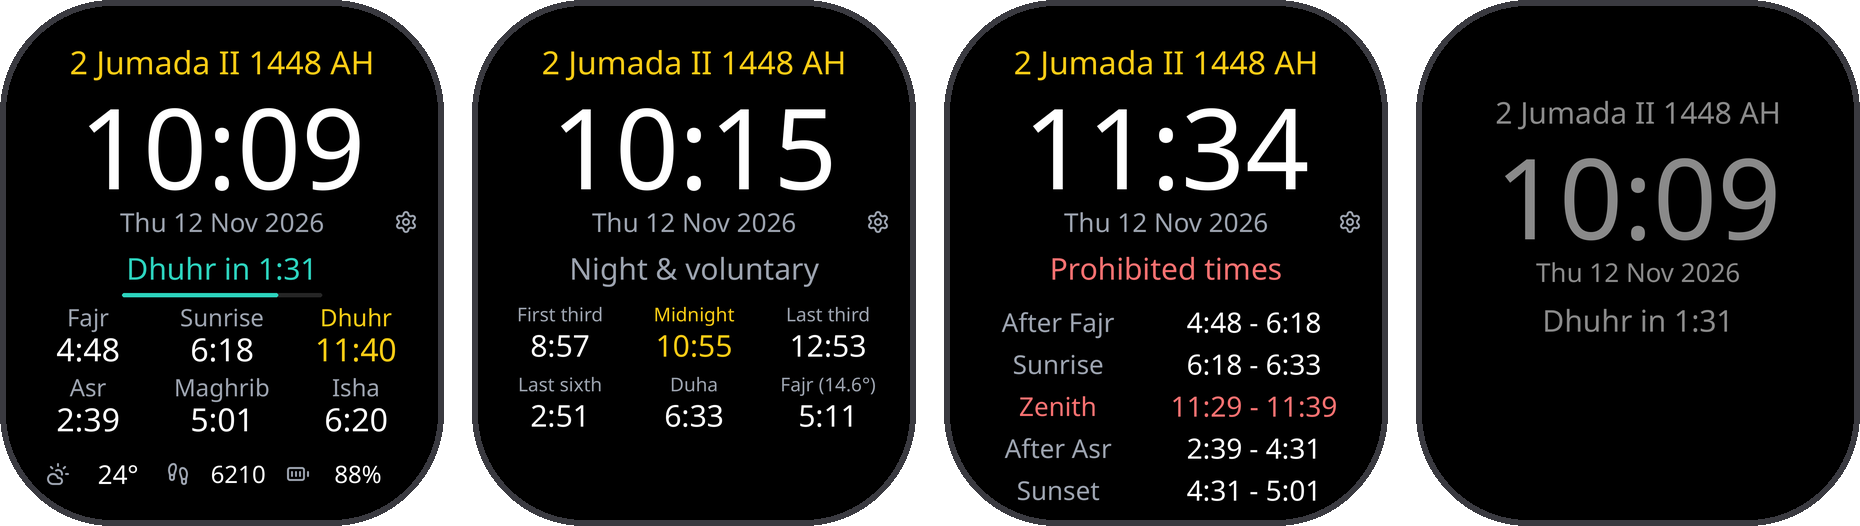 2 Jumada II 1448 AH
10:09
Thu 12 Nov 2026
Dhuhr in 1:31
Fajr Sunrise Dhuhr
4:48 6:18 11:40
Asr Maghrib Isha
2:39 5:01 6:20
24° 6210 88%
2 Jumada II 1448 AH
10:15
Thu 12 Nov 2026
Night & voluntary
First third Midnight Last third
8:57 10:55 12:53
Last sixth Duha Fajr (14.6°)
2:51 6:33 5:11
2 Jumada II 1448 AH
11:34
Thu 12 Nov 2026
Prohibited times
After Fajr 4:48 - 6:18
Sunrise 6:18 - 6:33
Zenith 11:29 - 11:39
After Asr 2:39 - 4:31
Sunset 4:31 - 5:01
2 Jumada II 1448 AH
10:09
Thu 12 Nov 2026
Dhuhr in 1:31